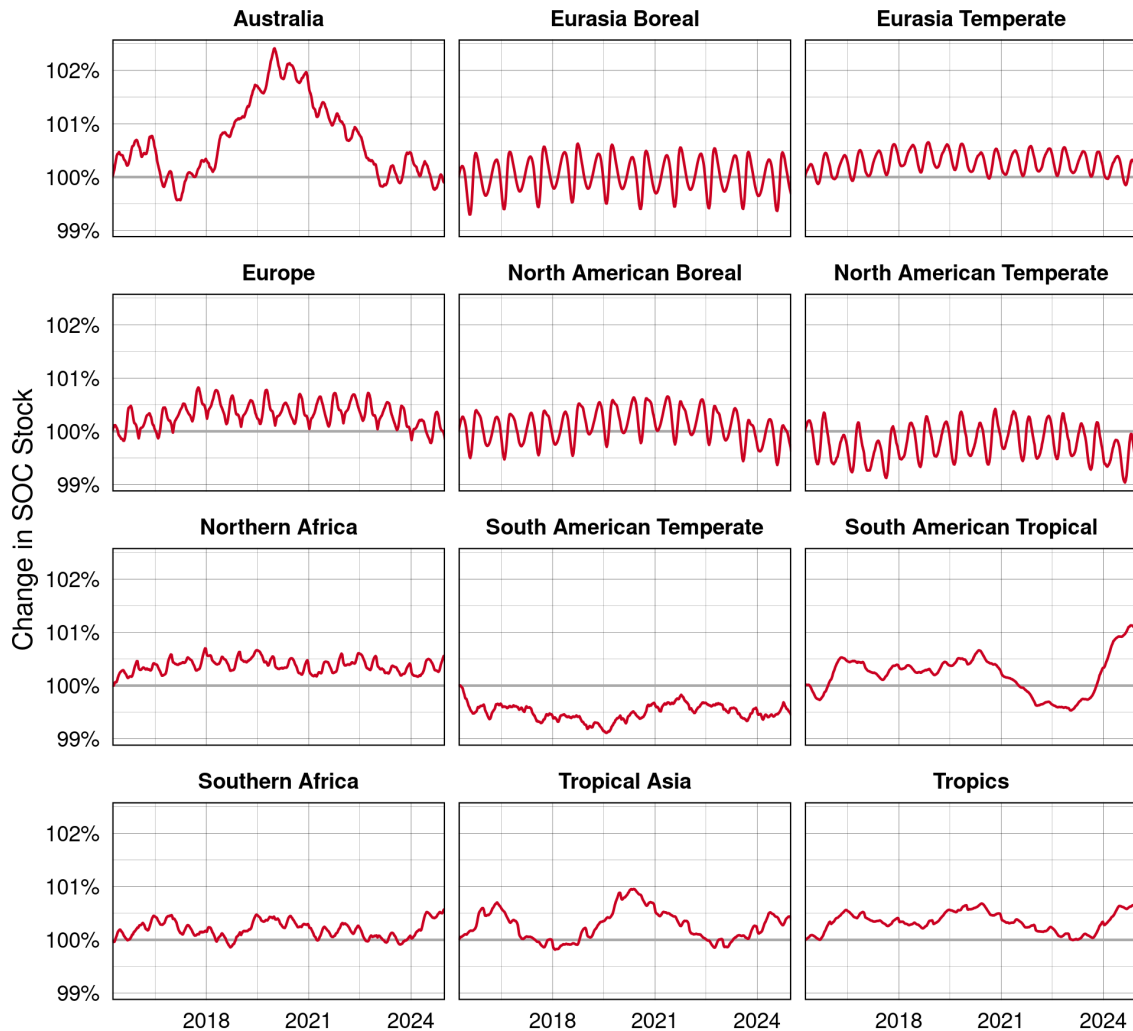 Australia
Eurasia Boreal
Eurasia Temperate
102%
101%
100%
99%
Europe
North American Boreal
North American Temperate
102%
101%
100%
99%
Change in SOC Stock
Northern Africa
South American Temperate
South American Tropical
102%
101%
100%
99%
Southern Africa
Tropical Asia
Tropics
102%
101%
100%
99%
2018 2021 2024
2018 2021 2024
2018 2021 2024